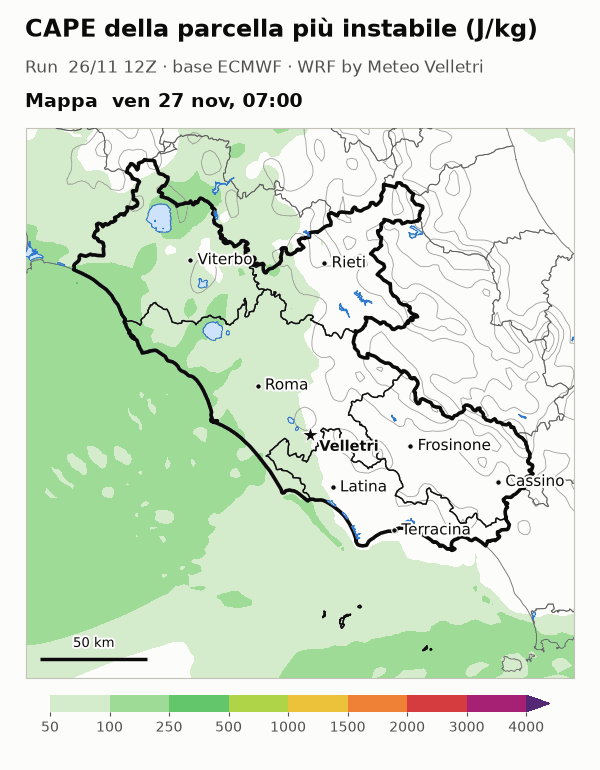 CAPE della parcella più instabile (J/kg)
Run  26/11 12Z · base ECMWF · WRF by Meteo Velletri
Mappa  ven 27 nov, 07:00
Viterbo
Rieti
Roma
Velletri
Frosinone
Latina
Cassino
Terracina
50 km
50 100 250 500 1000 1500 2000 3000 4000